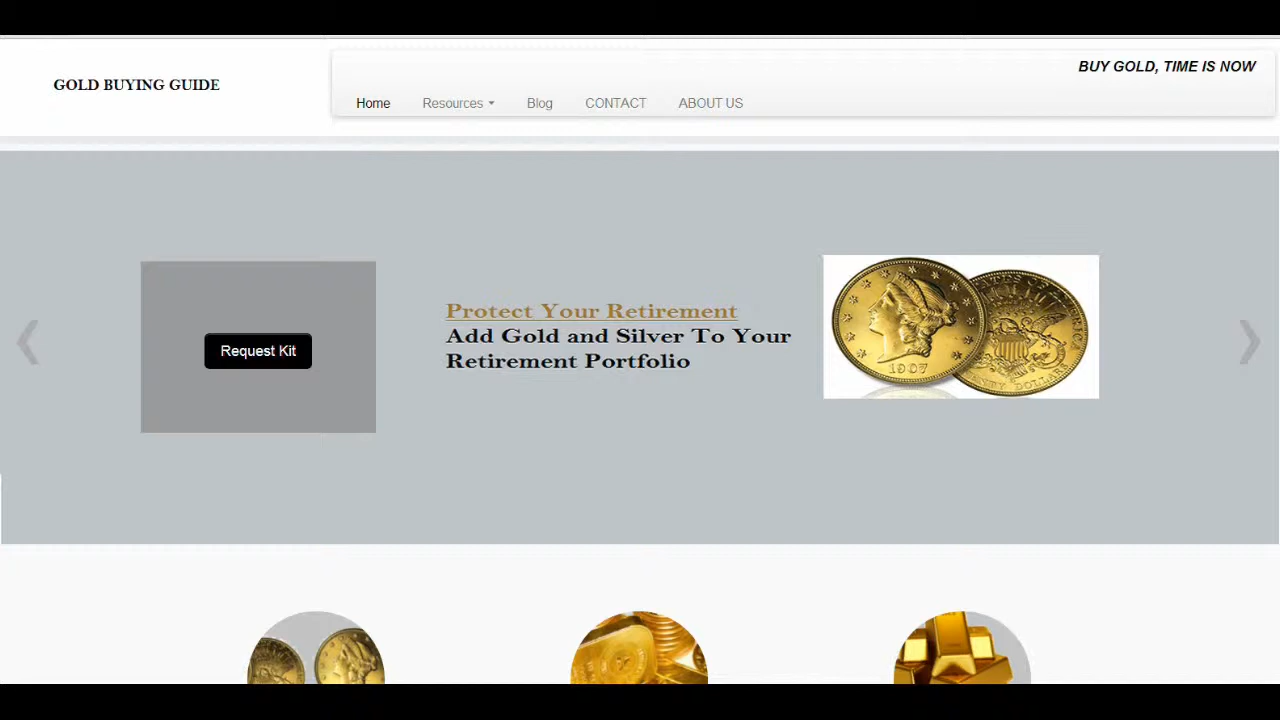 BUY GOLD, TIME IS NOW
GOLD BUYING GUIDE
Home Resources Blog CONTACT ABOUT US
Protect Your Retirement
Add Gold and Silver To Your
Retirement Portfolio
Request Kit
1907